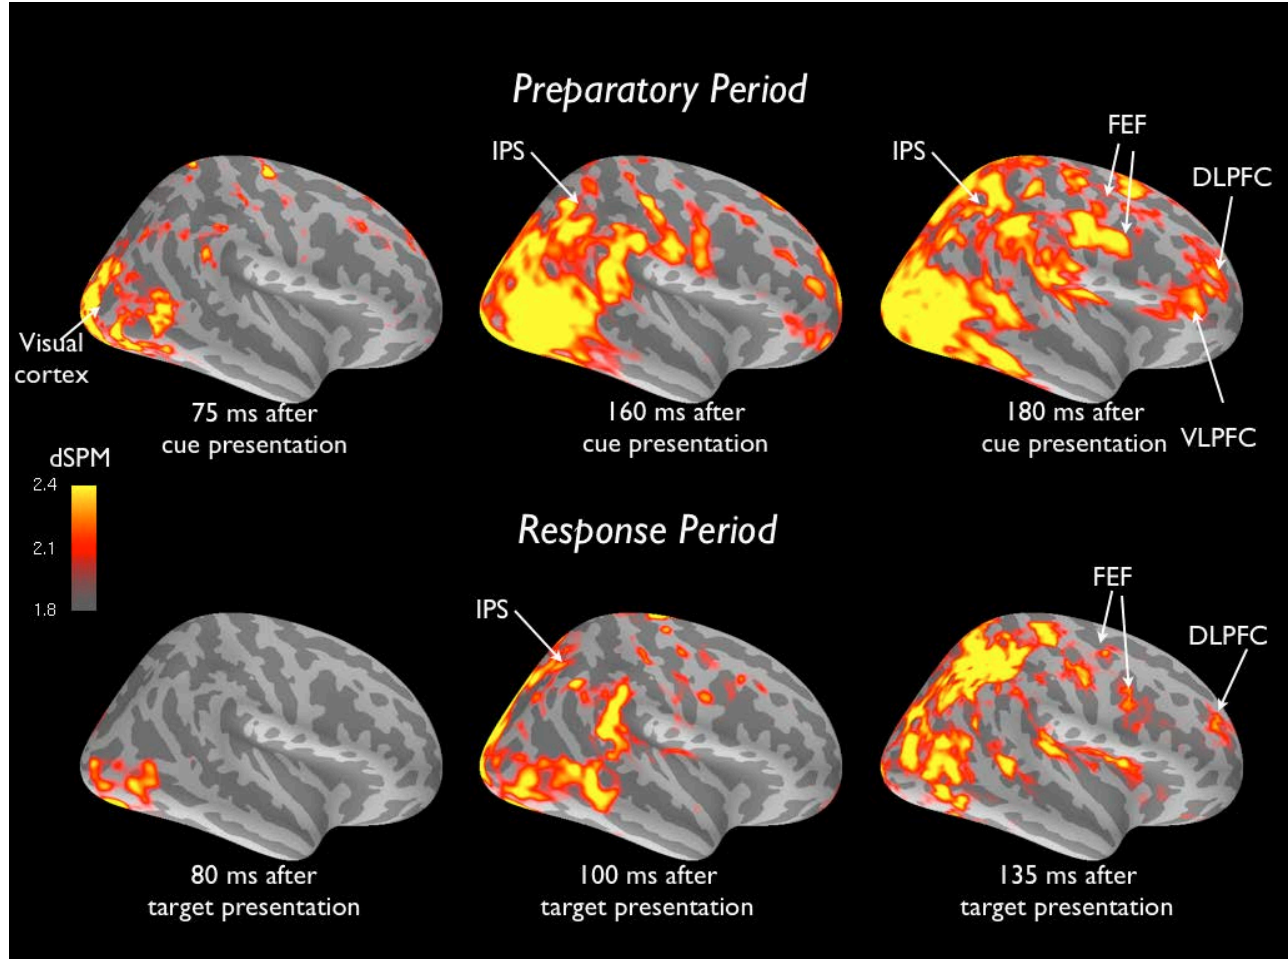 Preparatory Period
IPS
IPS
FEF
DLPFC
Visual
cortex
75 ms after
cue presentation
160 ms after
cue presentation
180 ms after
cue presentation
VLPFC
dSPM
2.4
2.1
1.8
Response Period
IPS
FEF
DLPFC
80 ms after
target presentation
100 ms after
target presentation
135 ms after
target presentation